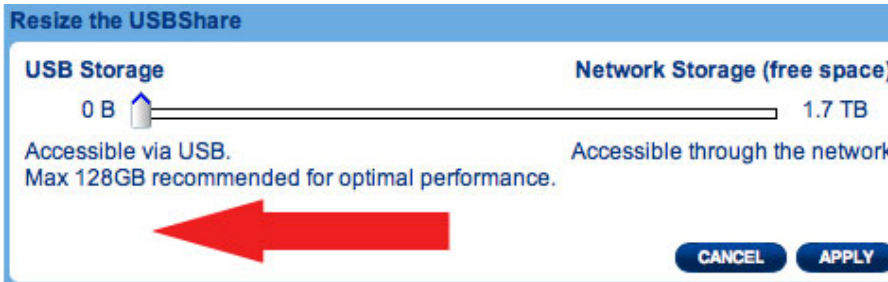 Resize the USBShare
USB Storage Network Storage (free space)
0 B 1.7 TB
Accessible via USB. Accessible through the network
Max 128GB recommended for optimal performance.
CANCEL APPLY